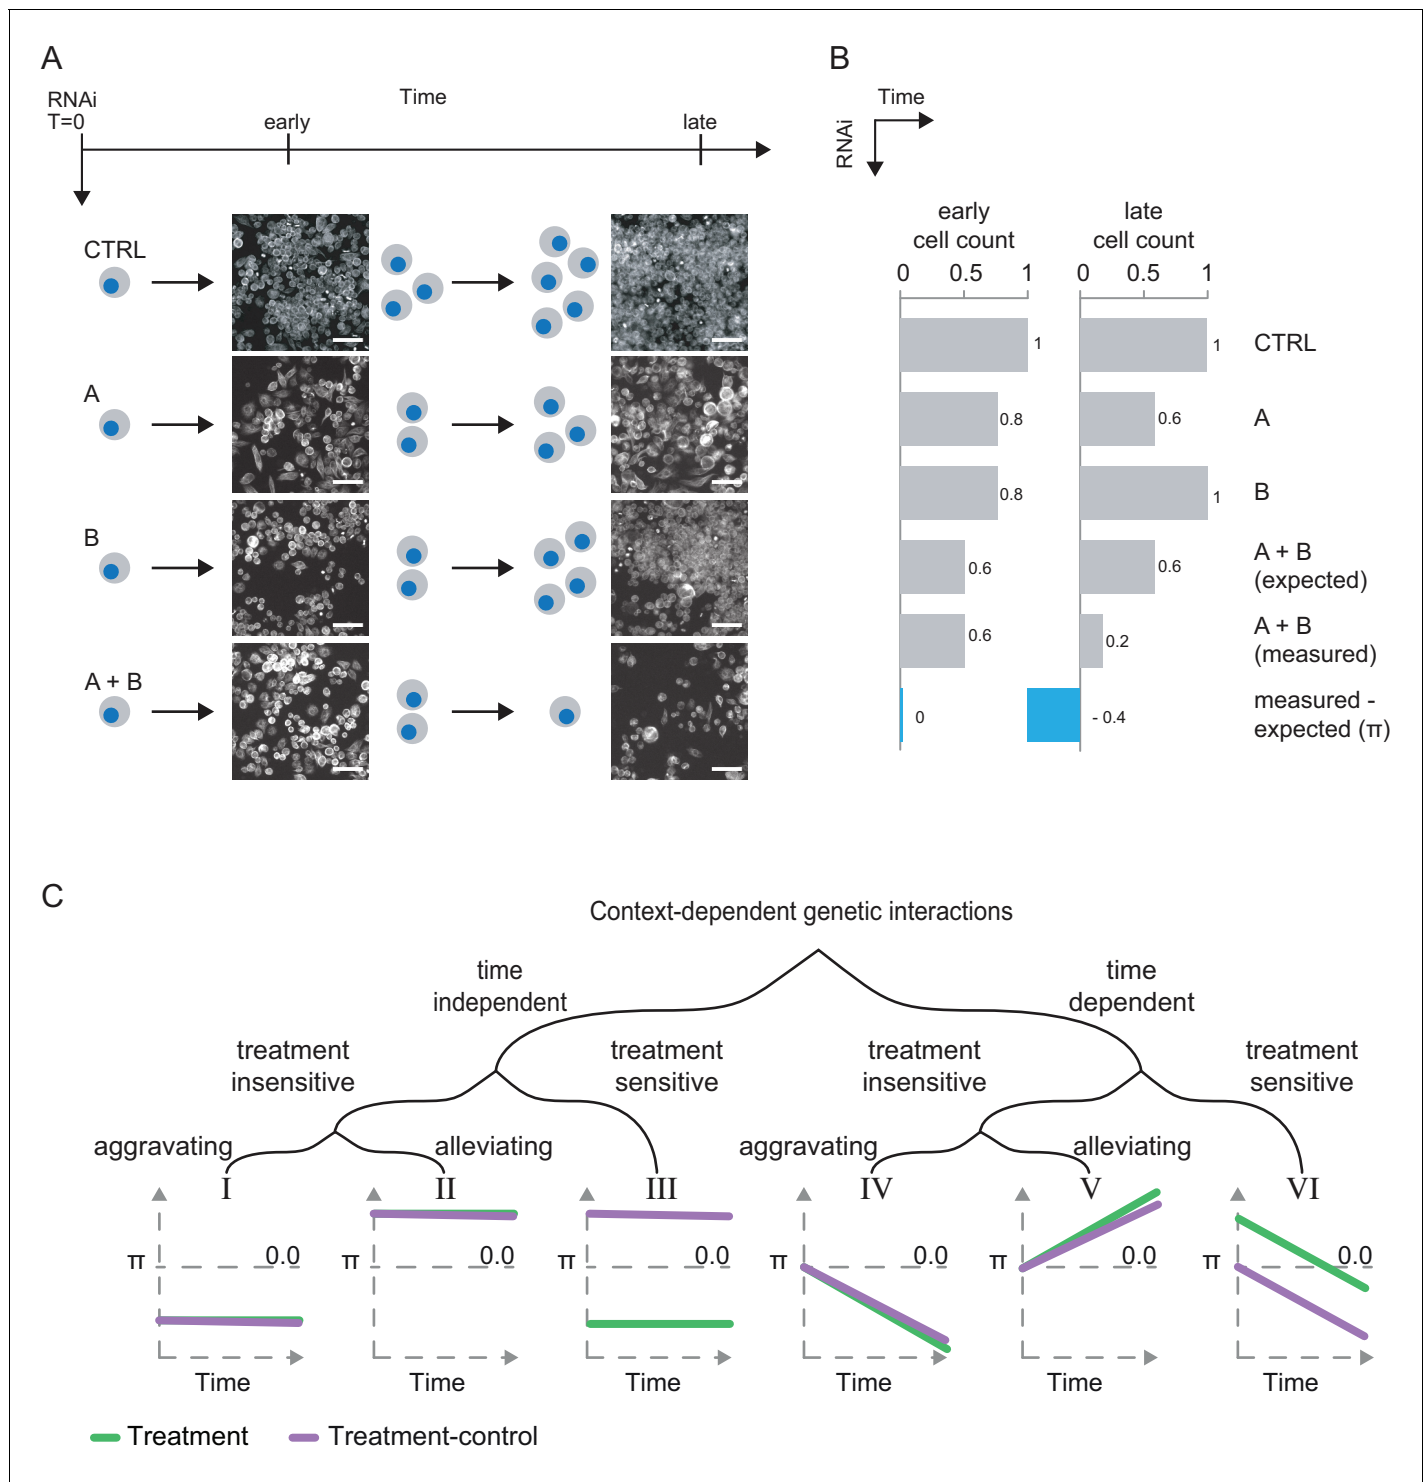 A
RNAi
T=0
Time
early
late
CTRL
A
B
A + B
B
Time
RNAi
early
cell count
late
cell count
0 0.5 1
0 0.5 1
1
1
CTRL
0.8
0.6
A
0.8
1
B
0.6
0.6
A + B
(expected)
0.6
0.2
A + B
(measured)
0
- 0.4
measured -
expected (π)
C
Context-dependent genetic interactions
time
independent
time
dependent
treatment
insensitive
treatment
sensitive
treatment
insensitive
treatment
sensitive
aggravating
alleviating
aggravating
alleviating
I
II
III
IV
V
VI
π
0.0
Time
π
0.0
Time
π
0.0
Time
π
0.0
Time
π
0.0
Time
π
0.0
Time
Treatment
Treatment-control